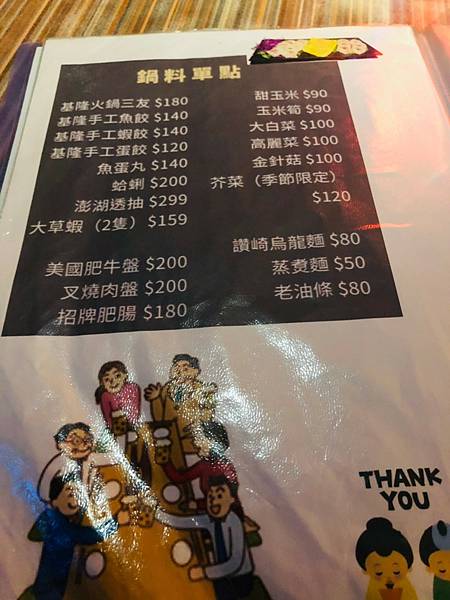 鍋料單點
基隆火鍋三友 $180
基隆手工魚餃 $140
基隆手工蝦餃 $140
基隆手工蛋餃 $120
魚蛋丸 $140
蛤蜊 $200
澎湖透抽 $299
大草蝦（2隻）$159
美國肥牛盤 $200
叉燒肉盤 $200
招牌肥腸 $180
甜玉米 $90
玉米筍 $90
大白菜 $100
高麗菜 $100
金針菇 $100
芥菜（季節限定）
$120
讚崎烏龍麵 $80
蒸煮麵 $50
老油條 $80
THANK
YOU